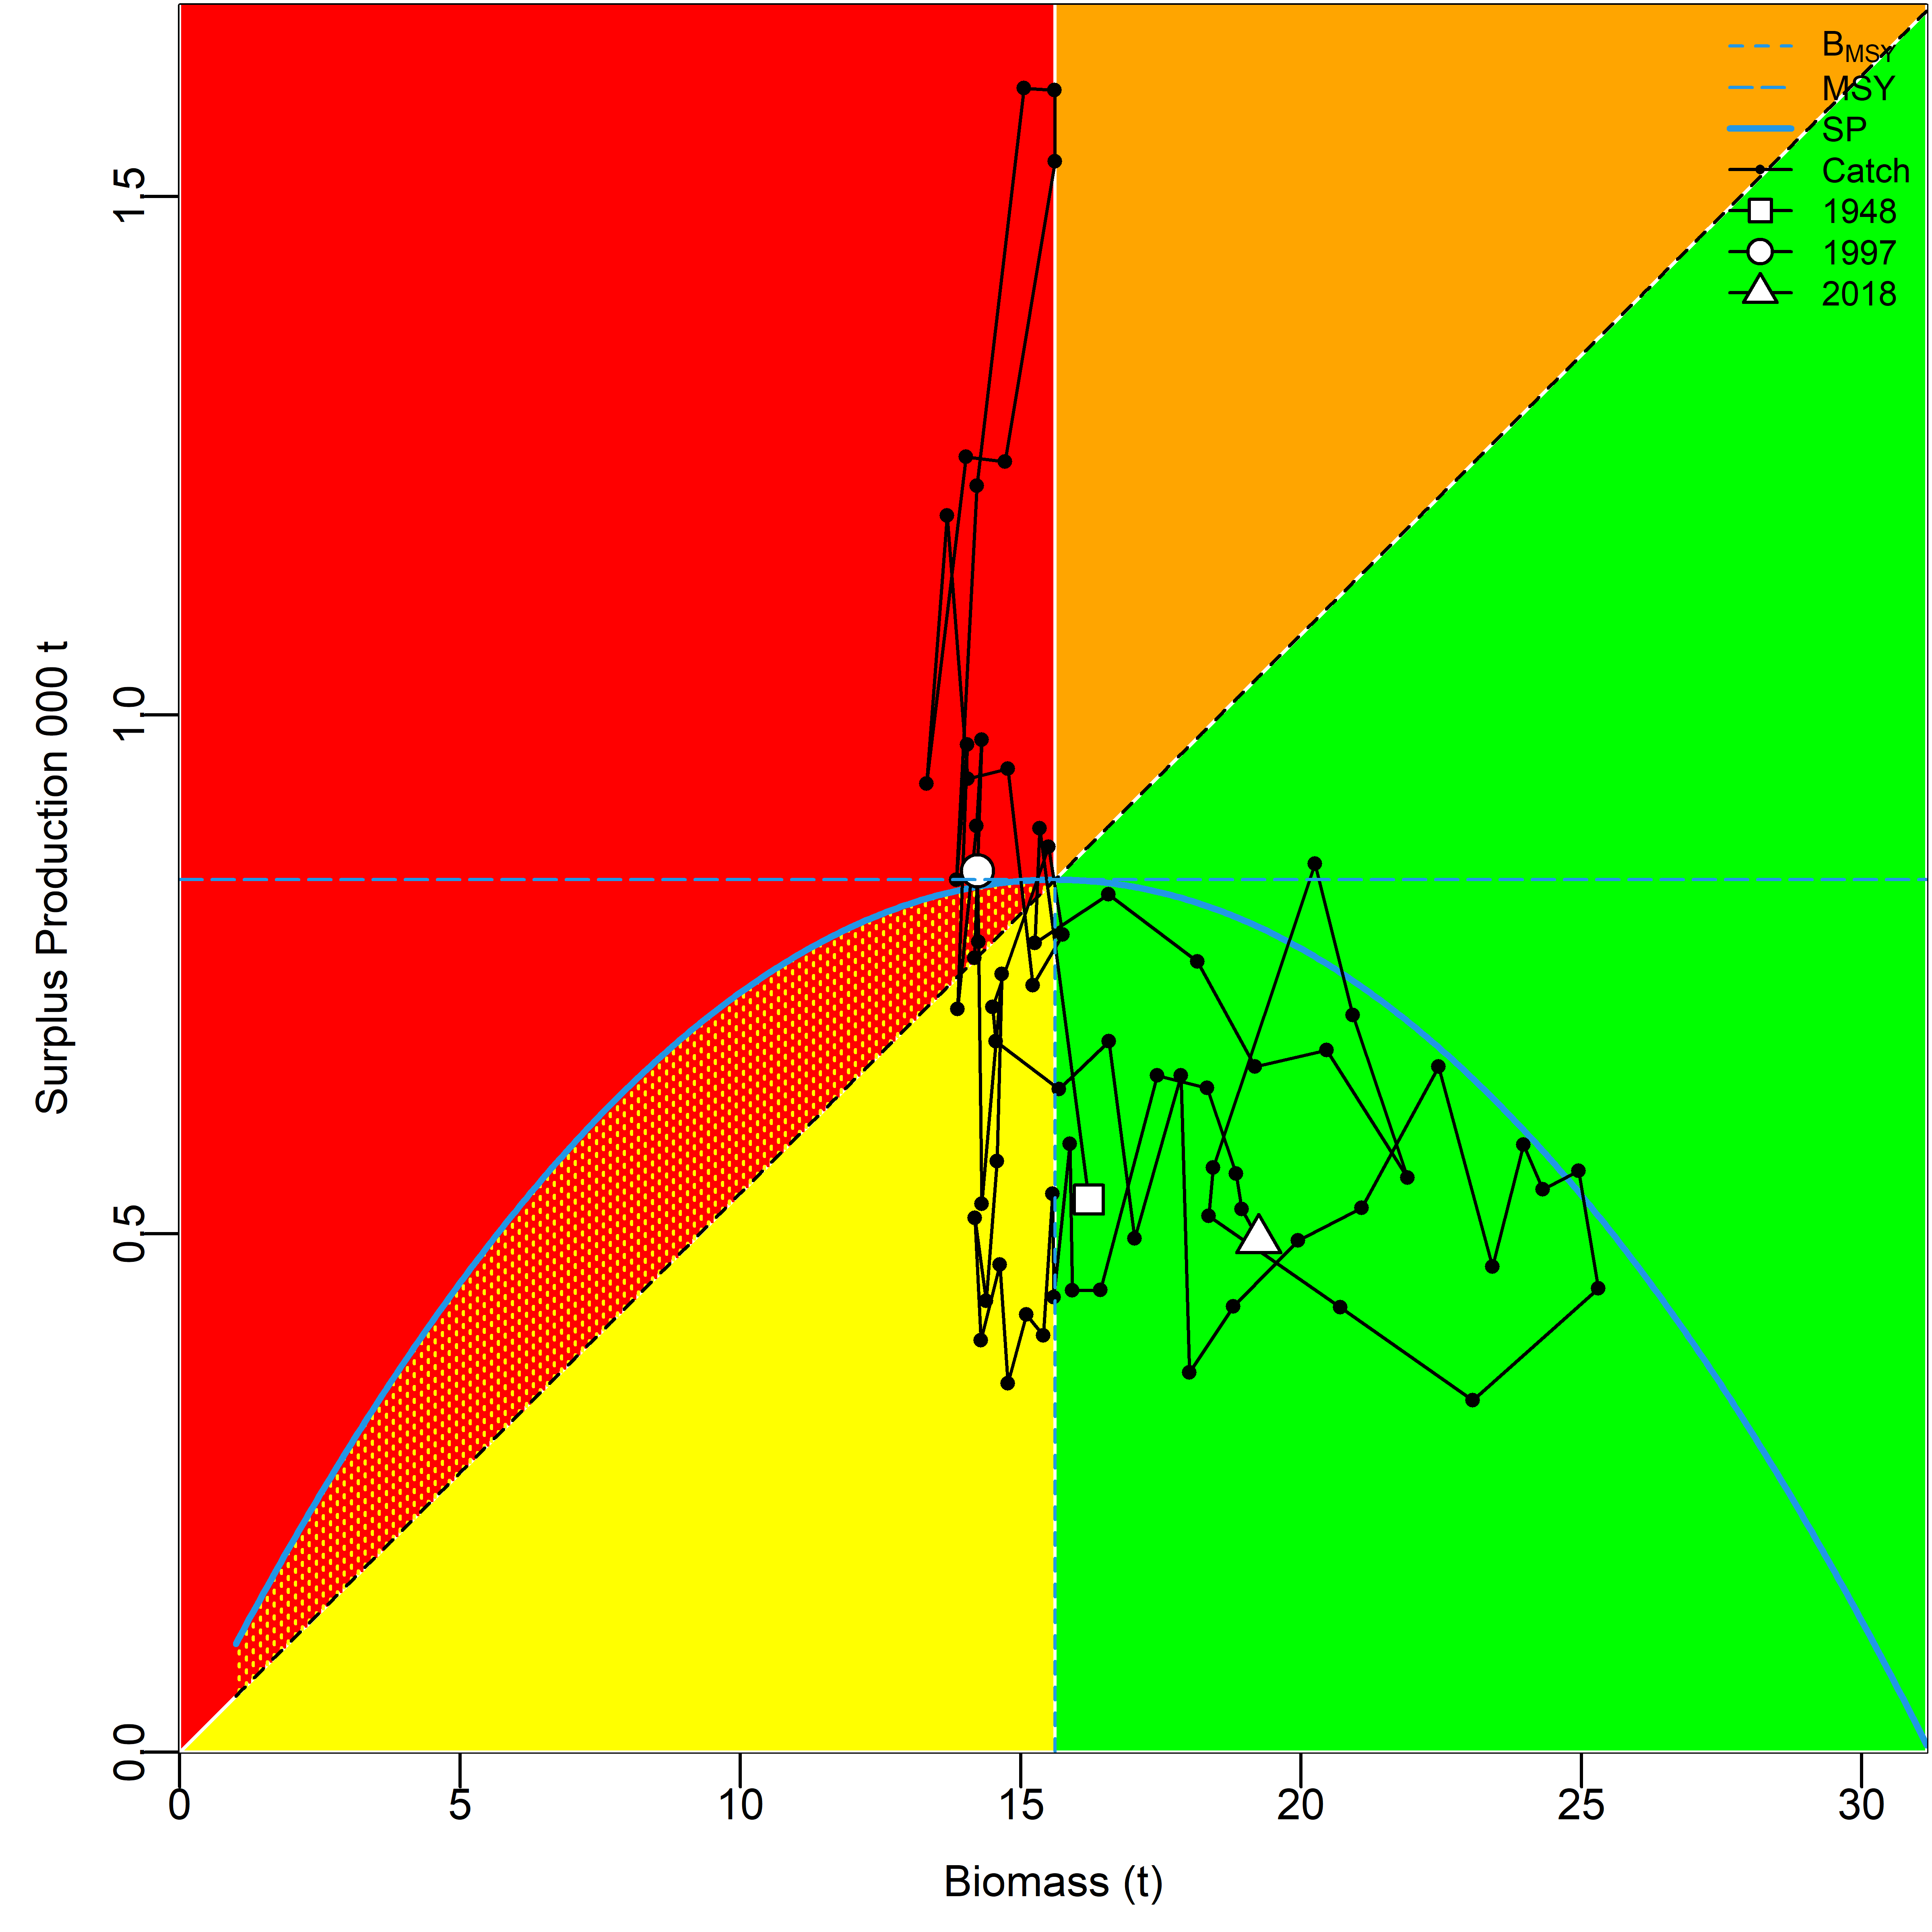 B_MSY
MSY
SP
Catch
1948
1997
2018
Surplus Production 000 t
1 5
1 0
0 5
0 0
0 5 10 15 20 25 30
Biomass (t)